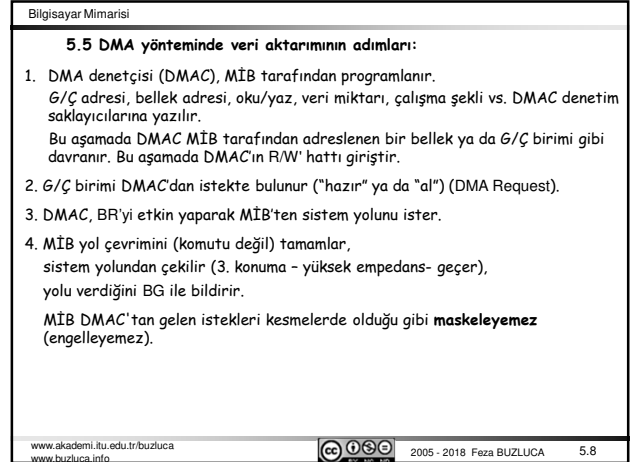 Bilgisayar Mimarisi
5.5 DMA yönteminde veri aktarımının adımları:
1. DMA denetçisi (DMAC), MİB tarafından programlanır.
G/Ç adresi, bellek adresi, oku/yaz, veri miktarı, çalışma şekli vs. DMAC denetim
saklayıcılarına yazılır.
Bu aşamada DMAC MİB tarafından adreslenen bir bellek ya da G/Ç birimi gibi
davranır. Bu aşamada DMAC'ın R/W' hattı giriştir.
2. G/Ç birimi DMAC'dan istekte bulunur ("hazır" ya da "al") (DMA Request).
3. DMAC, BR'yi etkin yaparak MİB'ten sistem yolunu ister.
4. MİB yol çevrimini (komutu değil) tamamlar,
sistem yolundan çekilir (3. konuma – yüksek empedans- geçer),
yolu verdiğini BG ile bildirir.
MİB DMAC'tan gelen istekleri kesmelerde olduğu gibi maskeleyemez
(engelleyemez).
www.akademi.itu.edu.tr/buzluca
www.buzluca.info
cc BY NC ND
2005 - 2018 Feza BUZLUCA
5.8